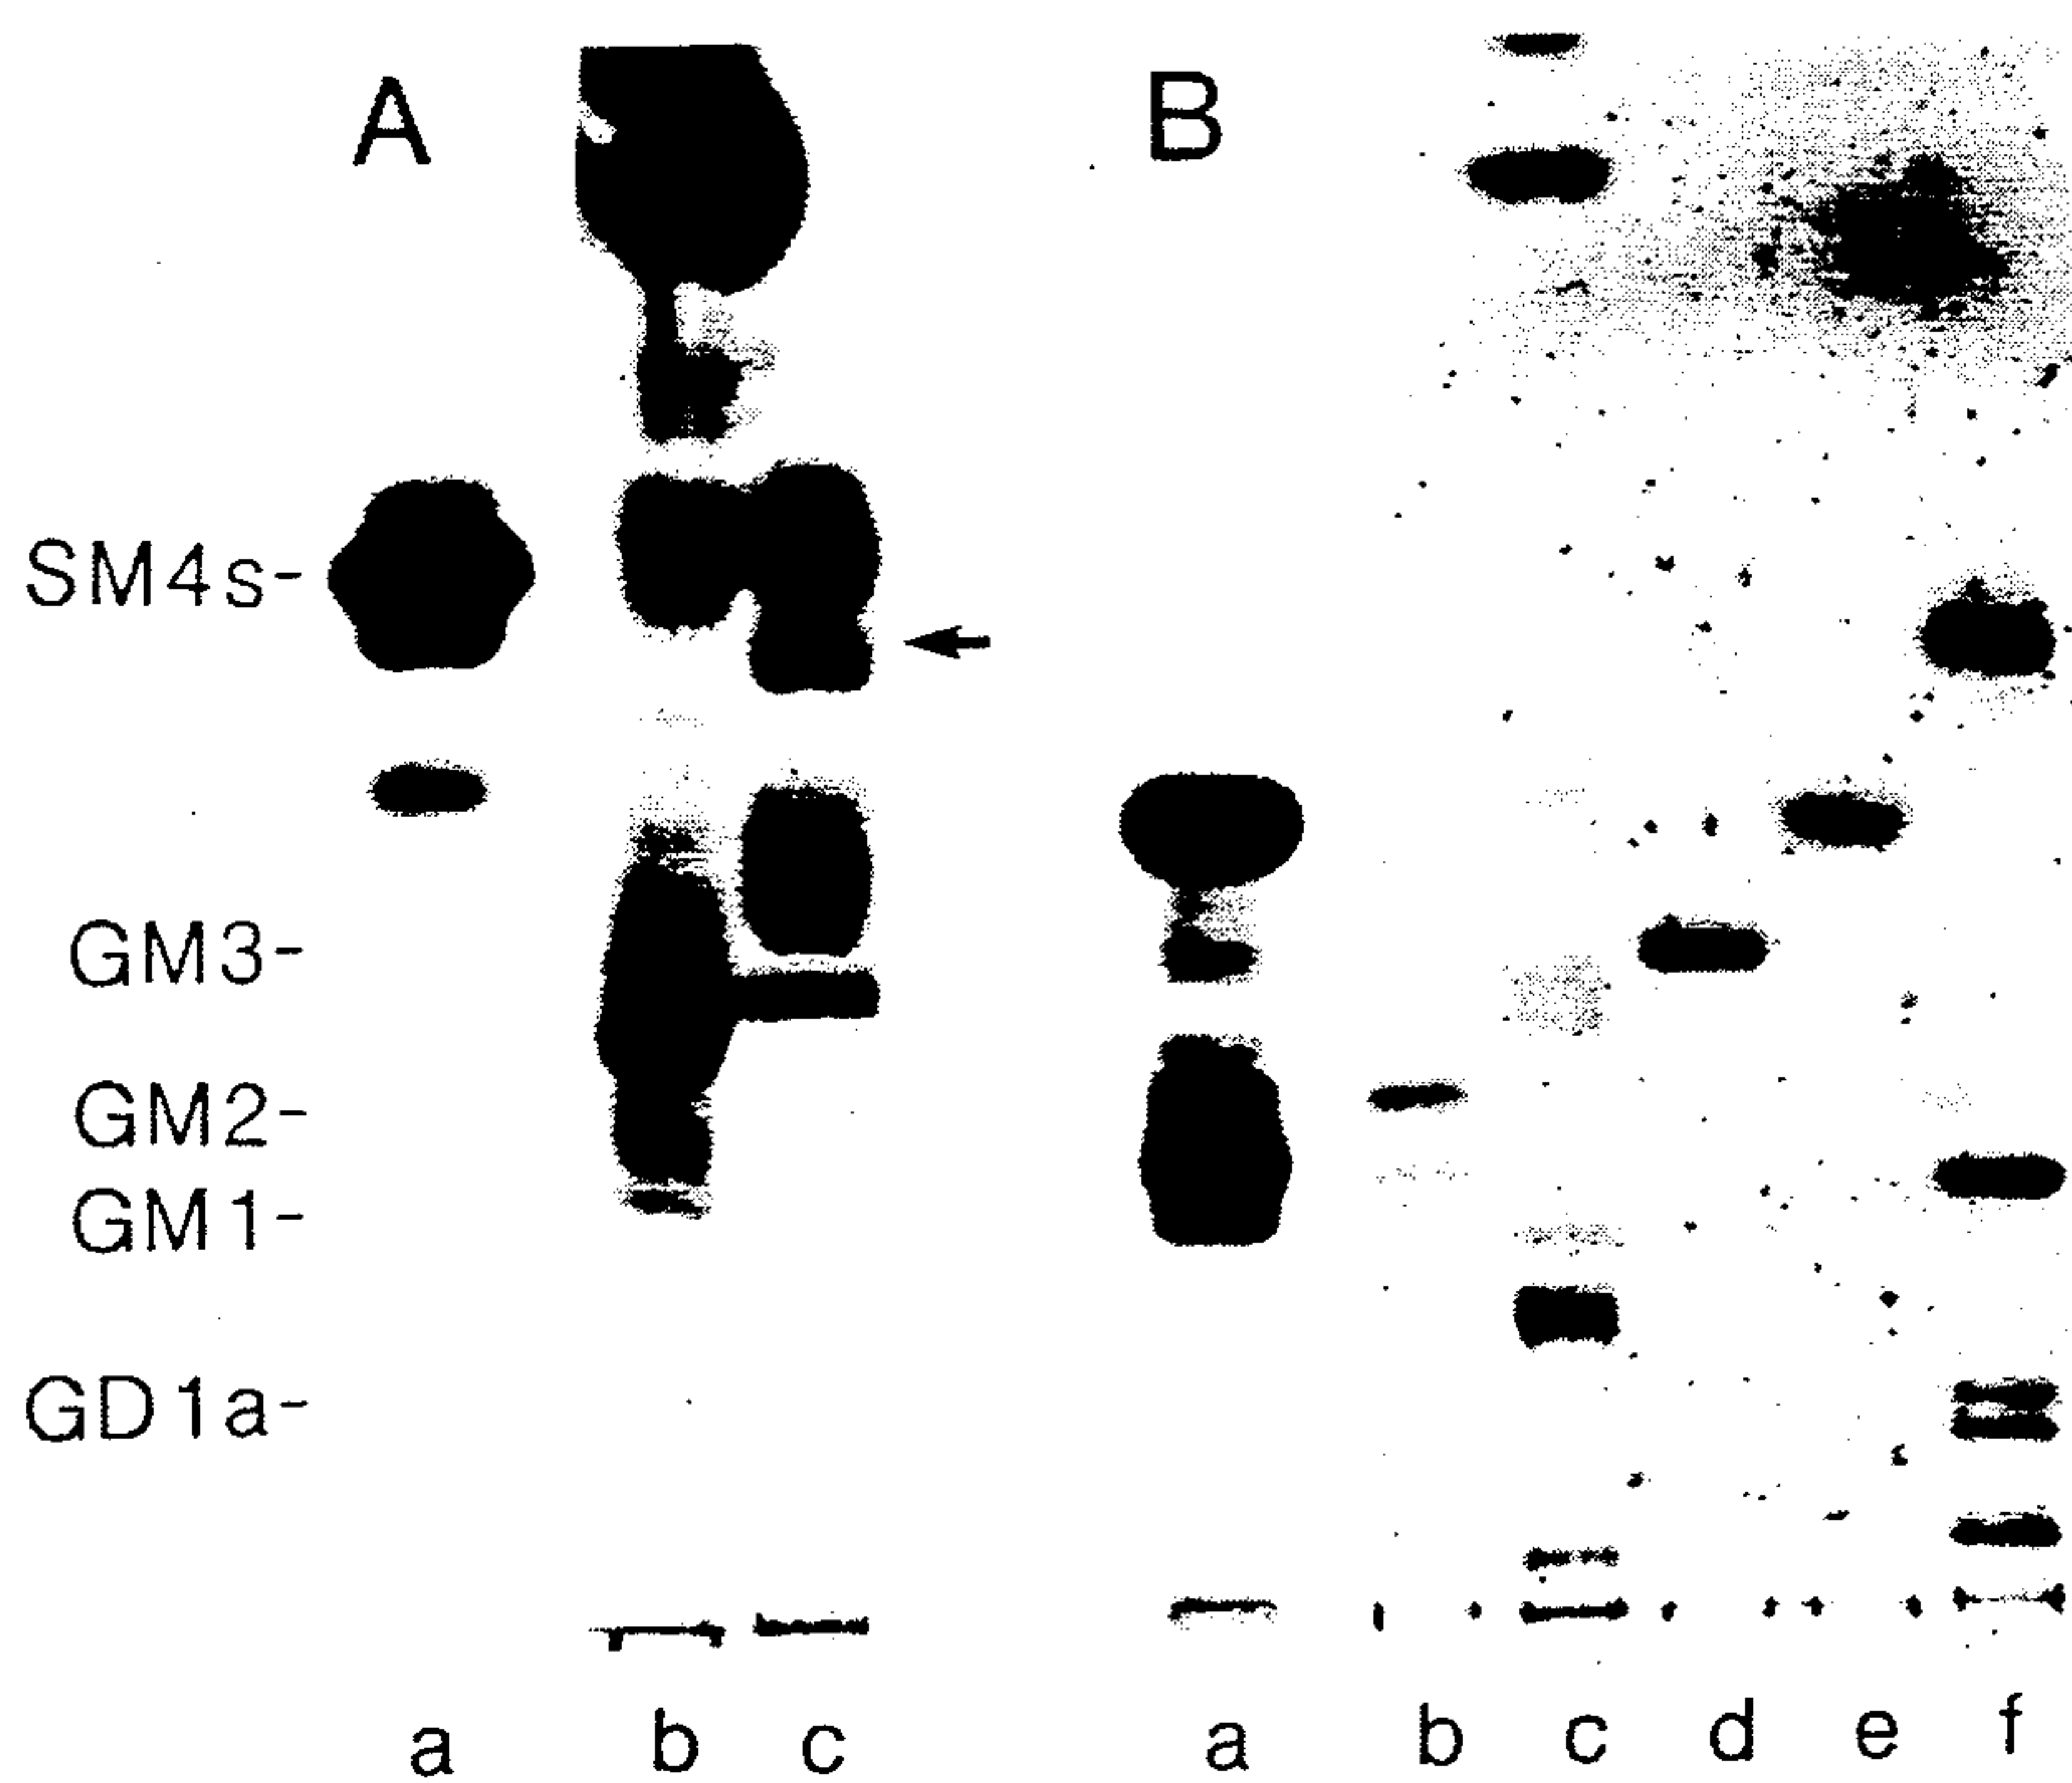 A B
SM4s-
GM3-
GM2-
GM1-
GD1a-
a b c a b c d e f